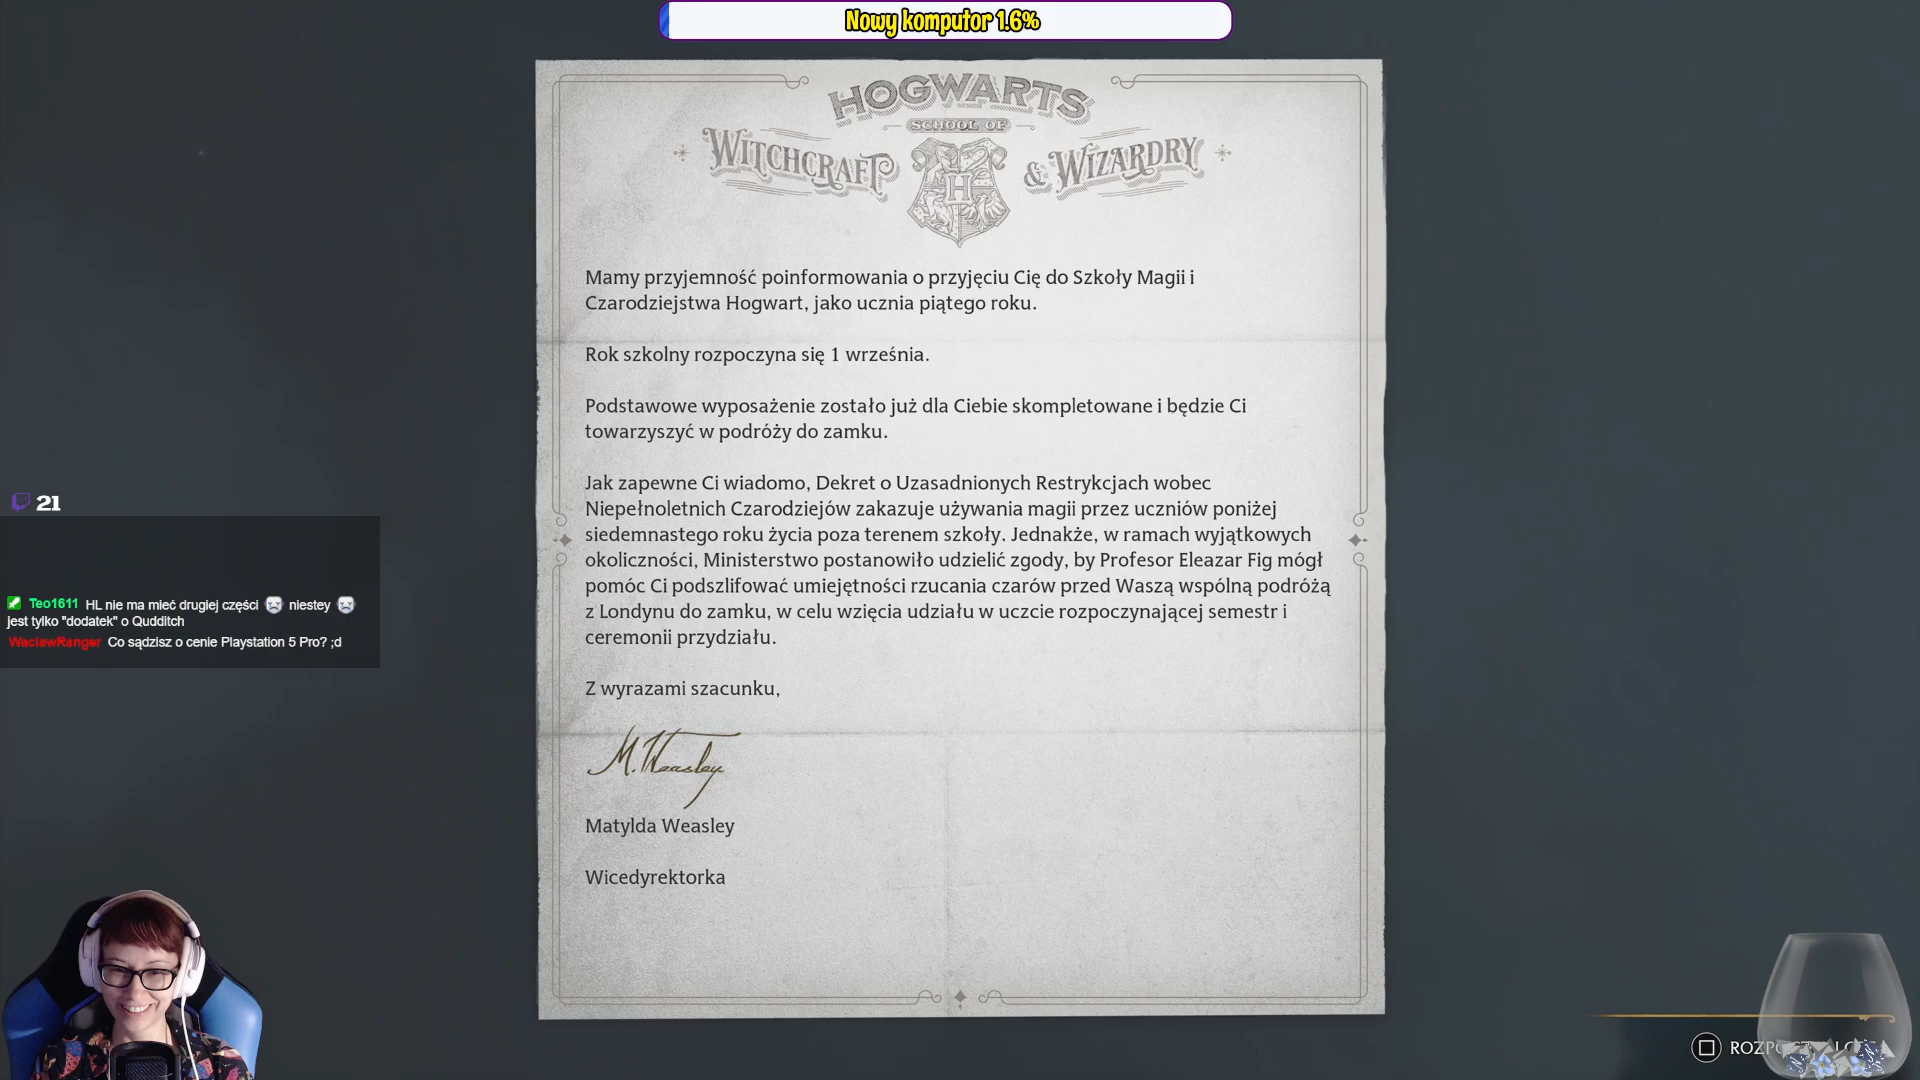 Nowy komputor 1.6%
HOGWARTS
SCHOOL OF
WITCHCRAFT & WIZARDRY
H
Mamy przyjemność poinformowania o przyjęciu Cię do Szkoły Magii i
Czarodziejstwa Hogwart, jako ucznia piątego roku.
Rok szkolny rozpoczyna się 1 września.
Podstawowe wyposażenie zostało już dla Ciebie skompletowane i będzie Ci
towarzyszyć w podróży do zamku.
Jak zapewne Ci wiadomo, Dekret o Uzasadnionych Restrykcjach wobec
Niepełnoletnich Czarodziejów zakazuje używania magii przez uczniów poniżej
siedemnastego roku życia poza terenem szkoły. Jednakże, w ramach wyjątkowych
okoliczności, Ministerstwo postanowiło udzielić zgody, by Profesor Eleazar Fig mógł
pomóc Ci podszlifować umiejętności rzucania czarów przed Waszą wspólną podróżą
z Londynu do zamku, w celu wzięcia udziału w uczcie rozpoczynającej semestr i
ceremonii przydziału.
Z wyrazami szacunku,
M. Weasley
Matylda Weasley
Wicedyrektorka
21
Teo1611 HL nie ma mieć drugiej części niestey
jest tylko "dodatek" o Qudditch
WaclawRanger Co sądzisz o cenie Playstation 5 Pro? ;d